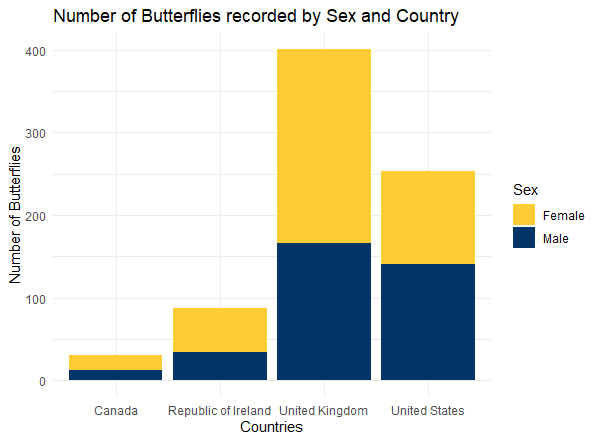 Number of Butterflies recorded by Sex and Country
Number of Butterflies
400
300
200
100
0
Canada
Republic of Ireland
United Kingdom
United States
Countries
Sex
Female
Male